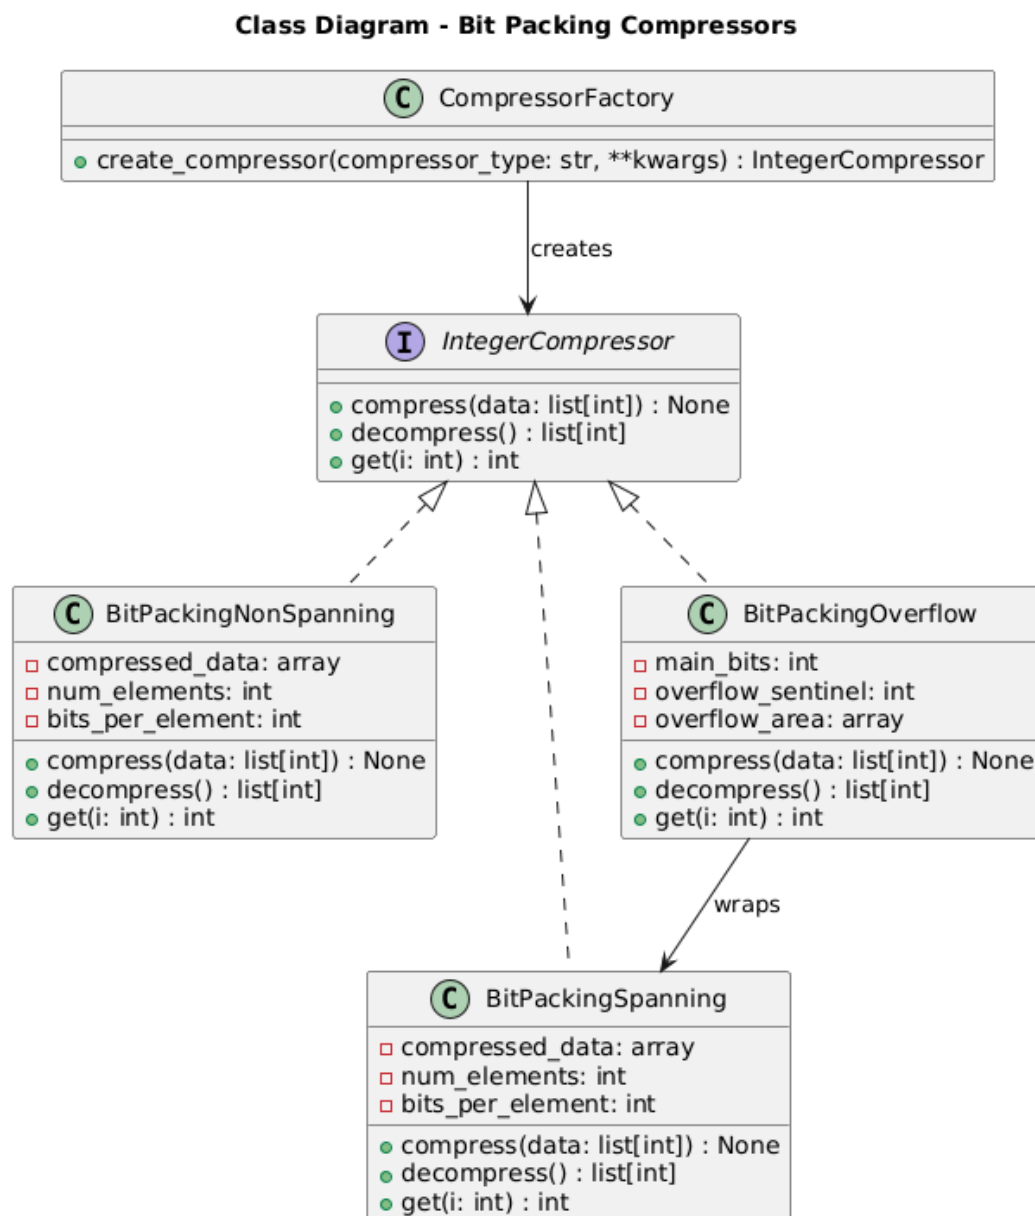 Class Diagram - Bit Packing Compressors
C CompressorFactory
create_compressor(compressor_type: str, **kwargs) : IntegerCompressor
creates
I IntegerCompressor
compress(data: list[int]) : None
decompress() : list[int]
get(i: int) : int
C BitPackingNonSpanning
compressed_data: array
num_elements: int
bits_per_element: int
compress(data: list[int]) : None
decompress() : list[int]
get(i: int) : int
C BitPackingOverflow
main_bits: int
overflow_sentinel: int
overflow_area: array
compress(data: list[int]) : None
decompress() : list[int]
get(i: int) : int
wraps
C BitPackingSpanning
compressed_data: array
num_elements: int
bits_per_element: int
compress(data: list[int]) : None
decompress() : list[int]
get(i: int) : int